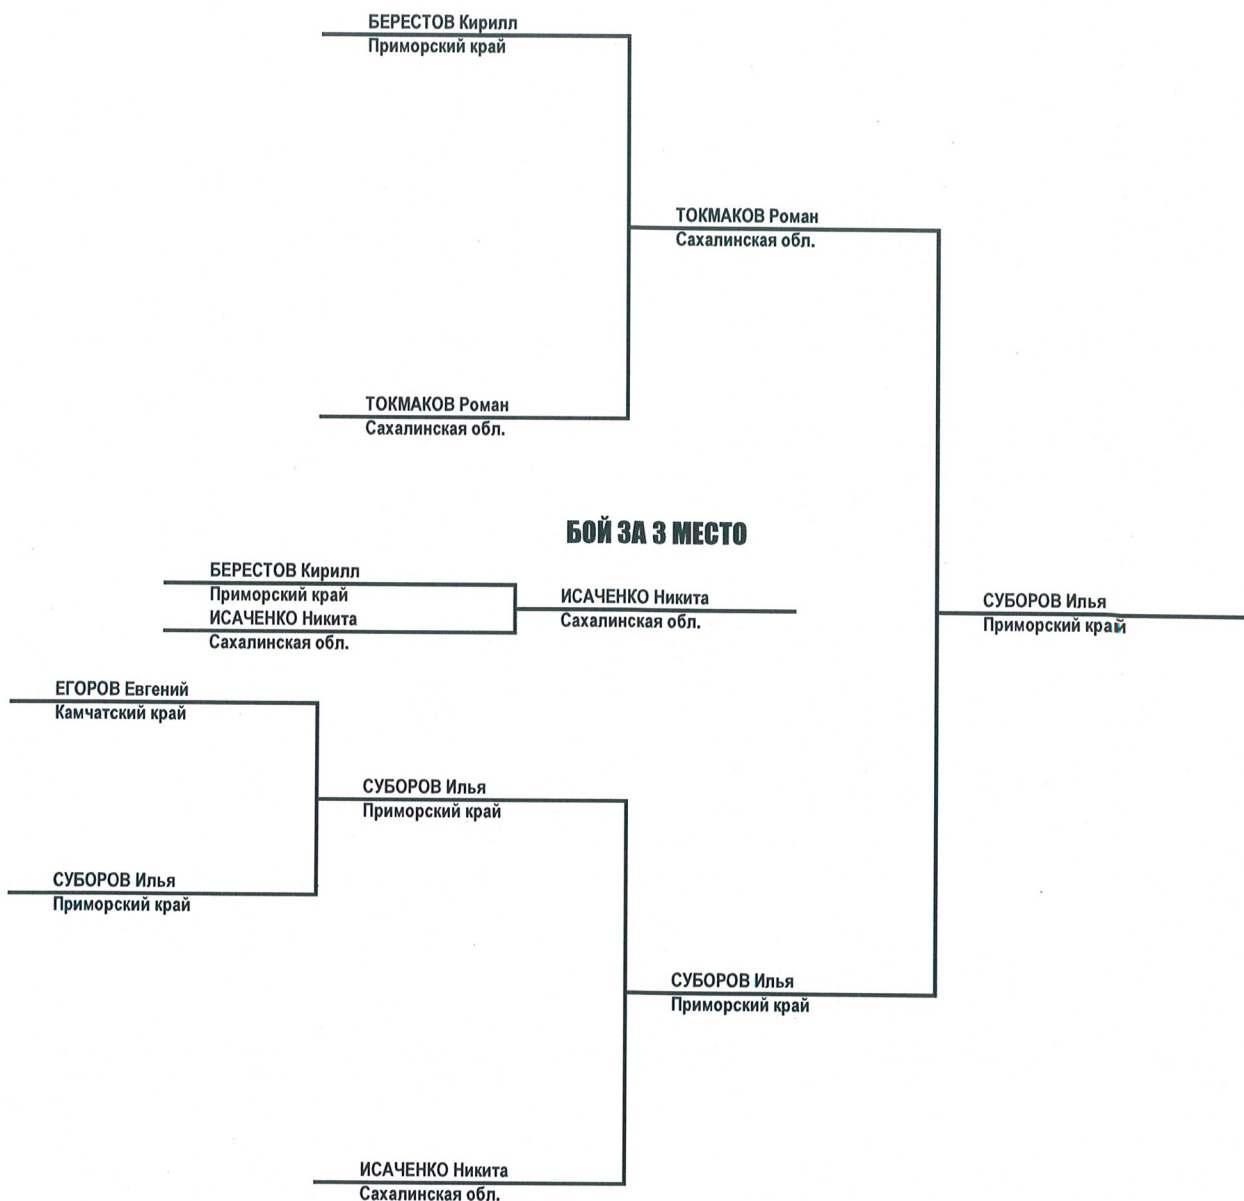 БЕРЕСТОВ Кирилл
Приморский край
ТОКМАКОВ Роман
Сахалинская обл.
ТОКМАКОВ Роман
Сахалинская обл.
БОЙ ЗА 3 МЕСТО
БЕРЕСТОВ Кирилл
Приморский край
ИСАЧЕНКО Никита
Сахалинская обл.
ИСАЧЕНКО Никита
Сахалинская обл.
СУБОРОВ Илья
Приморский край
ЕГОРОВ Евгений
Камчатский край
СУБОРОВ Илья
Приморский край
СУБОРОВ Илья
Приморский край
СУБОРОВ Илья
Приморский край
ИСАЧЕНКО Никита
Сахалинская обл.